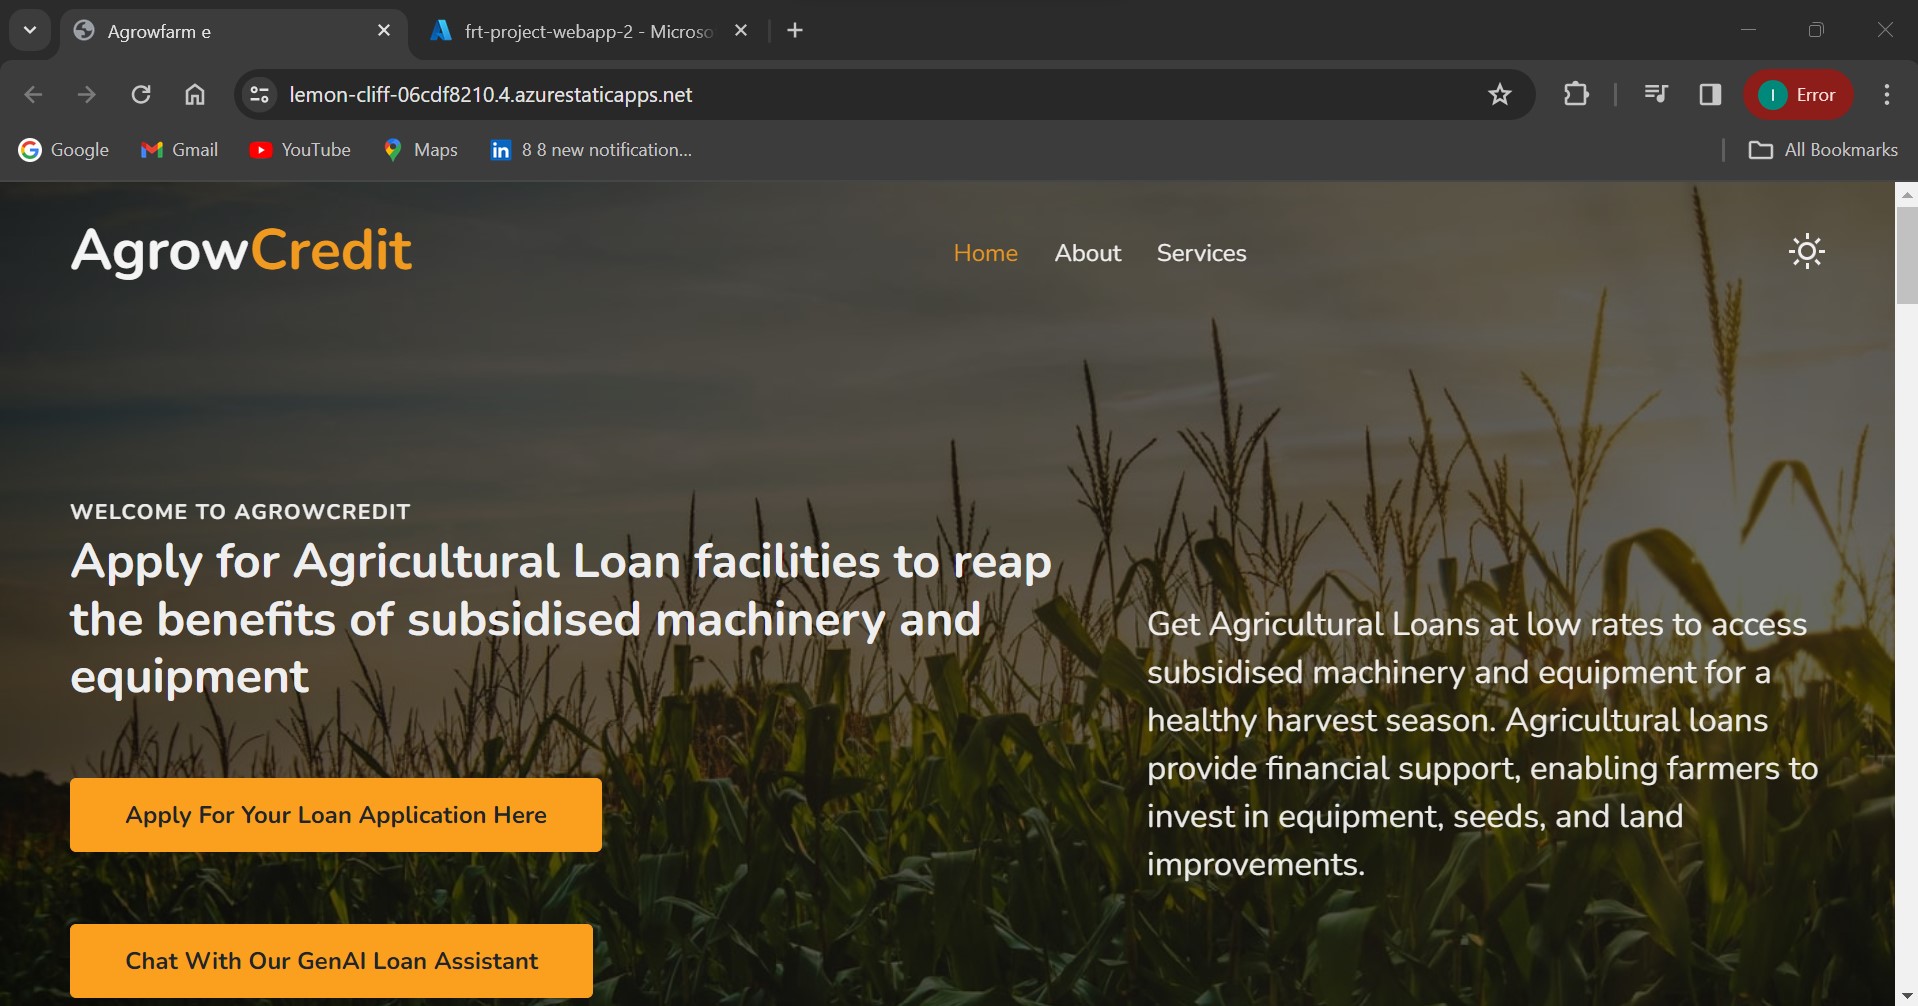 Agrowfarm e
frt-project-webapp-2 - Microso
lemon-cliff-06cdf8210.4.azurestaticapps.net
I
Error
Google
Gmail
YouTube
Maps
in
8 8 new notification...
All Bookmarks
AgrowCredit
Home
About
Services
WELCOME TO AGROWCREDIT
Apply for Agricultural Loan facilities to reap
the benefits of subsidised machinery and
equipment
Get Agricultural Loans at low rates to access
subsidised machinery and equipment for a
healthy harvest season. Agricultural loans
provide financial support, enabling farmers to
invest in equipment, seeds, and land
improvements.
Apply For Your Loan Application Here
Chat With Our GenAI Loan Assistant